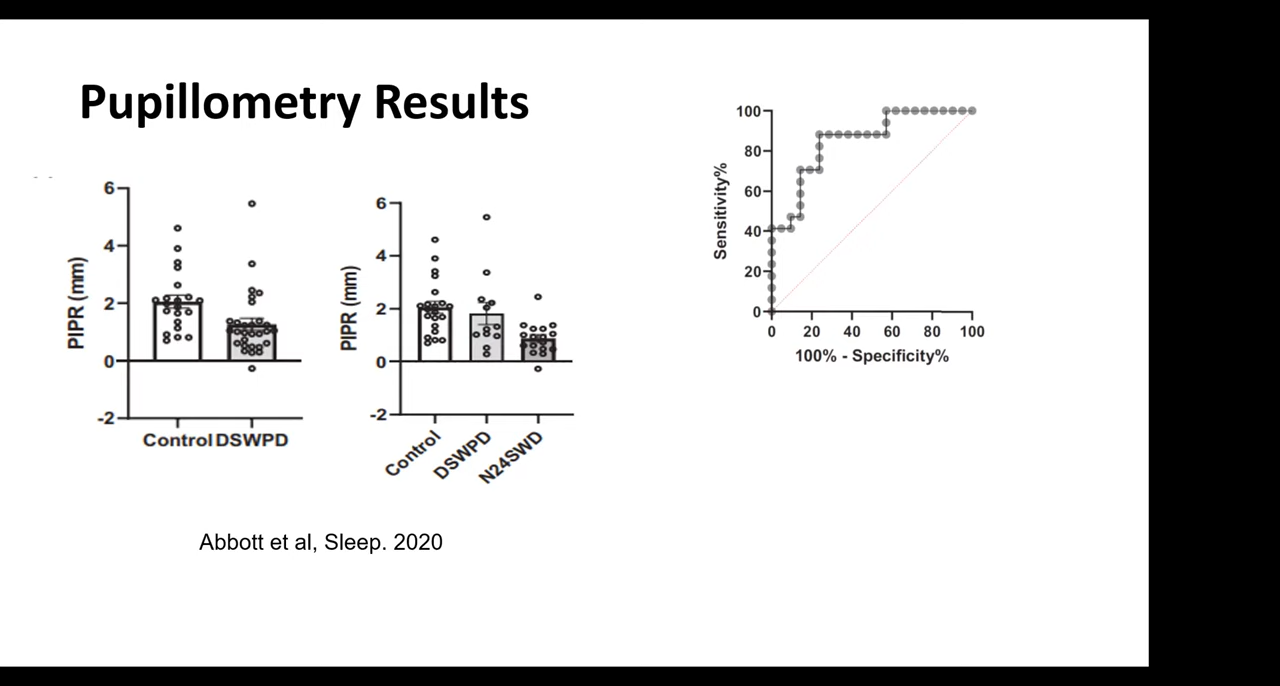 Pupillometry Results
6
4
2
0
-2
PIPR (mm)
Control DSWPD
6
4
2
0
-2
PIPR (mm)
Control
DSWPD
N24SWD
100
80
60
40
20
0
Sensitivity%
0 20 40 60 80 100
100% - Specificity%
Abbott et al, Sleep. 2020